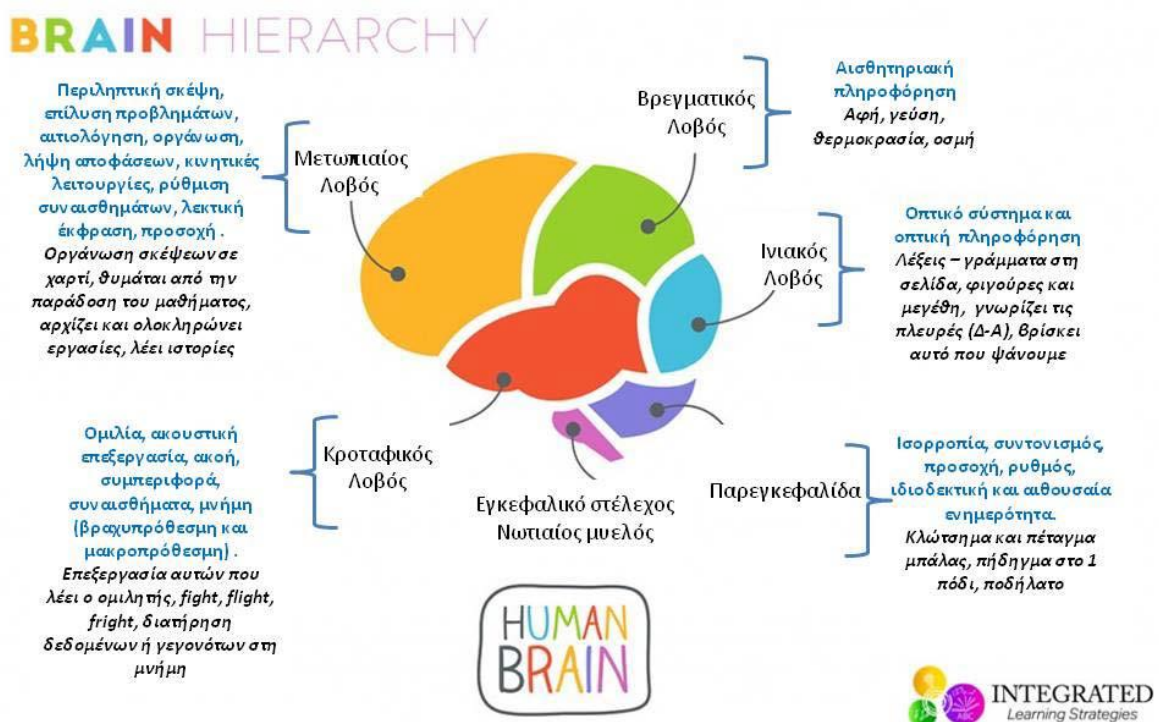 BRAIN HIERARCHY
Περιληπτική σκέψη,
επίλυση προβλημάτων,
αιτιολόγηση, οργάνωση,
λήψη αποφάσεων, κινητικές
λειτουργίες, ρύθμιση
συναισθημάτων, λεκτική
έκφραση, προσοχή .
Οργάνωση σκέψεων σε
χαρτί, θυμάται από την
παράδοση του μαθήματος,
αρχίζει και ολοκληρώνει
εργασίες, λέει ιστορίες
Μετωπιαίος
Λοβός
Βρεγματικός
Λοβός
Αισθητηριακή
πληροφόρηση
Αφή, γεύση,
θερμοκρασία, οσμή
Ινιακός
Λοβός
Οπτικό σύστημα και
οπτική πληροφόρηση
Λέξεις – γράμματα στη
σελίδα, φιγούρες και
μεγέθη, γνωρίζει τις
πλευρές (Δ-Α), βρίσκει
αυτό που ψάνουμε
Ομιλία, ακουστική
επεξεργασία, ακοή,
συμπεριφορά,
συναισθήματα, μνήμη
(βραχυπρόθεσμη και
μακροπρόθεσμη) .
Επεξεργασία αυτών που
λέει ο ομιλητής, fight, flight,
fright, διατήρηση
δεδομένων ή γεγονότων στη
μνήμη
Κροταφικός
Λοβός
Εγκεφαλικό στέλεχος
Νωτιαίος μυελός
Παρεγκεφαλίδα
Ισορροπία, συντονισμός,
προσοχή, ρυθμός,
ιδιοδεκτική και αιθουσαία
ενημερότητα.
Κλώτσημα και πέταγμα
μπάλας, πήδηγμα στο 1
πόδι, ποδήλατο
HUMAN
BRAIN
ABC
INTEGRATED
Learning Strategies